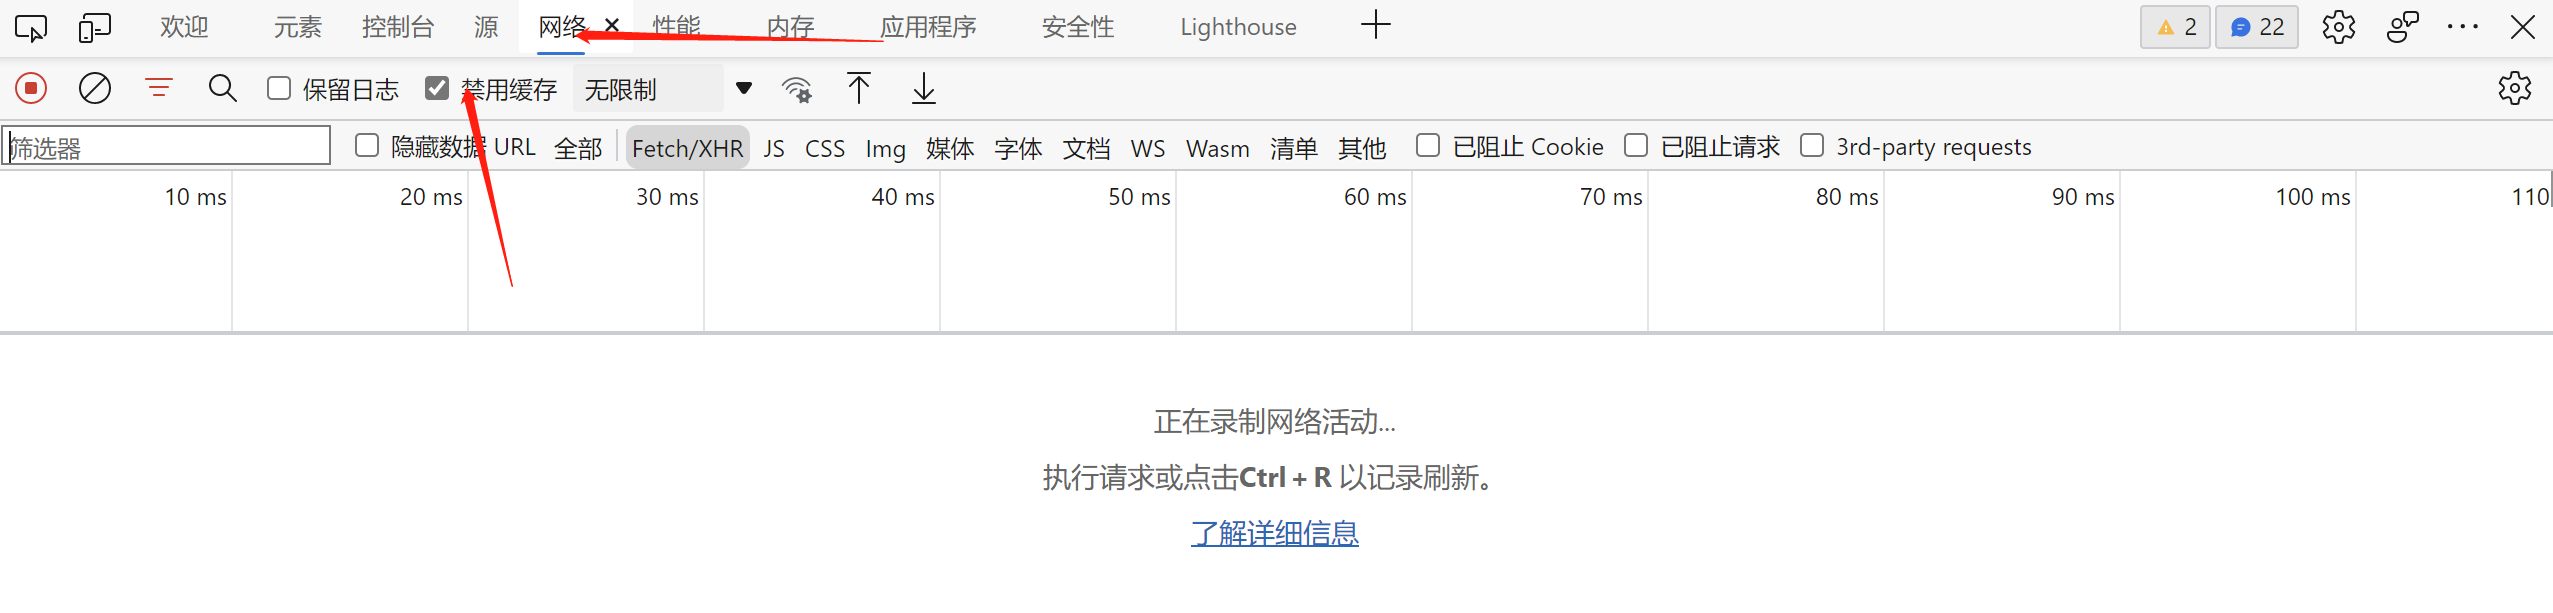 欢迎 元素 控制台 源 网络 性能 内存 应用程序 安全性 Lighthouse 2 22
保留日志 禁用缓存 无限制
筛选器 隐藏数据 URL 全部 Fetch/XHR JS CSS Img 媒体 字体 文档 WS Wasm 清单 其他 已阻止 Cookie 已阻止请求 3rd-party requests
10 ms 20 ms 30 ms 40 ms 50 ms 60 ms 70 ms 80 ms 90 ms 100 ms 110
正在录制网络活动...
执行请求或点击Ctrl + R 以记录刷新。
了解详细信息